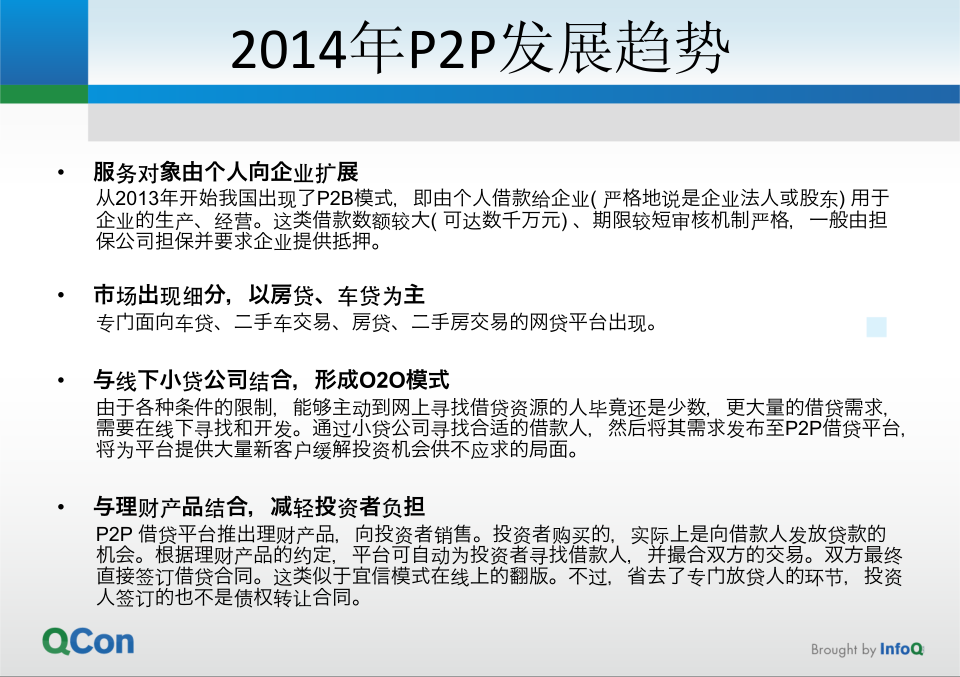 2014年P2P发展趋势
• 服务对象由个人向企业扩展
从2013年开始我国出现了P2B模式，即由个人借款给企业( 严格地说是企业法人或股东) 用于
企业的生产、经营。这类借款数额较大( 可达数千万元) 、期限较短审核机制严格，一般由担
保公司担保并要求企业提供抵押。
• 市场出现细分，以房贷、车贷为主
专门面向车贷、二手车交易、房贷、二手房交易的网贷平台出现。
• 与线下小贷公司结合，形成O2O模式
由于各种条件的限制，能够主动到网上寻找借贷资源的人毕竟还是少数，更大量的借贷需求，
需要在线下寻找和开发。通过小贷公司寻找合适的借款人，然后将其需求发布至P2P借贷平台，
将为平台提供大量新客户缓解投资机会供不应求的局面。
• 与理财产品结合，减轻投资者负担
P2P 借贷平台推出理财产品，向投资者销售。投资者购买的，实际上是向借款人发放贷款的
机会。根据理财产品的约定，平台可自动为投资者寻找借款人，并撮合双方的交易。双方最终
直接签订借贷合同。这类似于宜信模式在线上的翻版。不过，省去了专门放贷人的环节，投资
人签订的也不是债权转让合同。
QCon
Brought by InfoQ